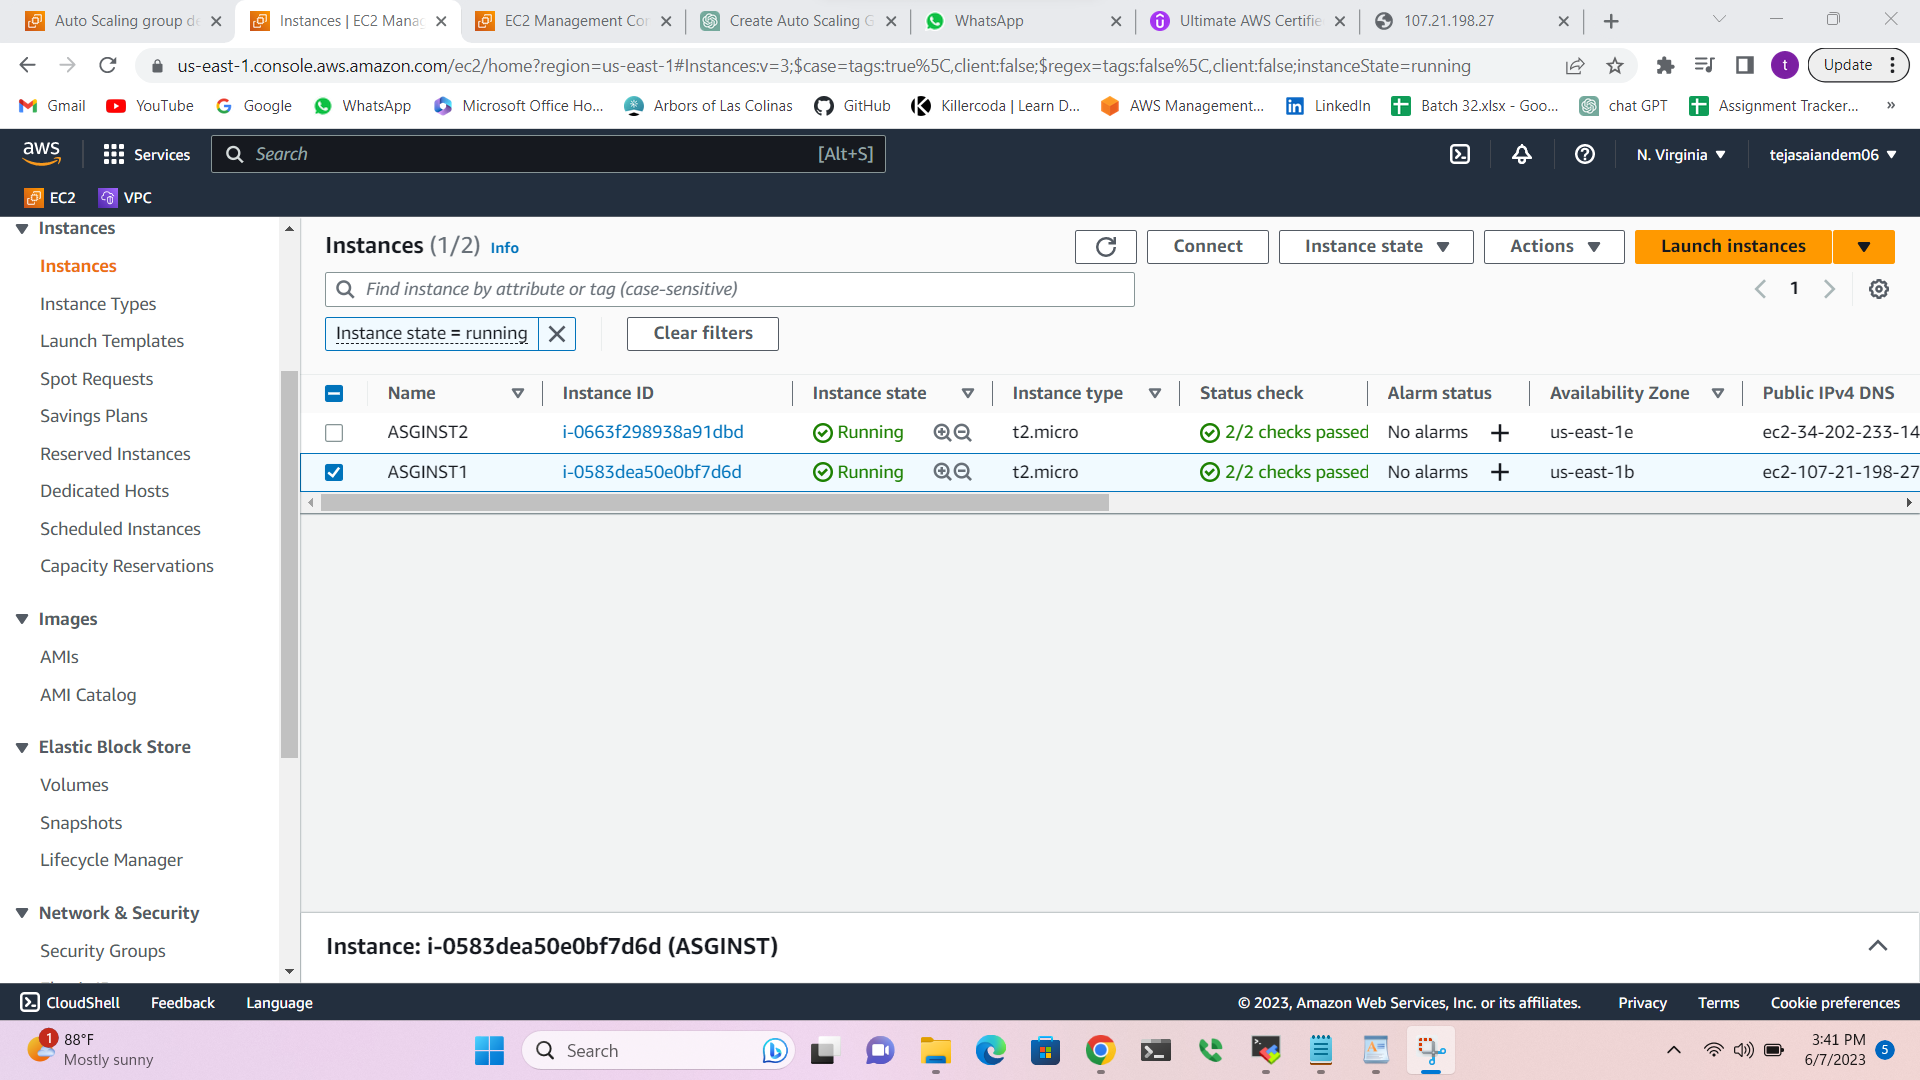 Auto Scaling group de
Instances | EC2 Manag
EC2 Management Con
Create Auto Scaling G
WhatsApp
Ultimate AWS Certifie
107.21.198.27
us-east-1.console.aws.amazon.com/ec2/home?region=us-east-1#Instances:v=3;$case=tags:true%5C,client:false;$regex=tags:false%5C,client:false;instanceState=running
t
Update
Gmail
YouTube
Google
WhatsApp
Microsoft Office Ho...
Arbors of Las Colinas
GitHub
Killercoda | Learn D...
AWS Management...
LinkedIn
Batch 32.xlsx - Goo...
chat GPT
Assignment Tracker...
»
aws
Services
Search
[Alt+S]
N. Virginia
tejasaiandem06
EC2
VPC
Instances
Instances
Instance Types
Launch Templates
Spot Requests
Savings Plans
Reserved Instances
Dedicated Hosts
Scheduled Instances
Capacity Reservations
Images
AMIs
AMI Catalog
Elastic Block Store
Volumes
Snapshots
Lifecycle Manager
Network & Security
Security Groups
Instances (1/2) Info
Connect
Instance state
Actions
Launch instances
Find instance by attribute or tag (case-sensitive)
1
Instance state = running
Clear filters
Name Instance ID Instance state Instance type Status check Alarm status Availability Zone Public IPv4 DNS
ASGINST2 i-0663f298938a91dbd Running t2.micro 2/2 checks passed No alarms us-east-1e ec2-34-202-233-14
ASGINST1 i-0583dea50e0bf7d6d Running t2.micro 2/2 checks passed No alarms us-east-1b ec2-107-21-198-27
Instance: i-0583dea50e0bf7d6d (ASGINST)
CloudShell
Feedback
Language
© 2023, Amazon Web Services, Inc. or its affiliates.
Privacy
Terms
Cookie preferences
1
88°F
Mostly sunny
Search
3:41 PM
6/7/2023
5